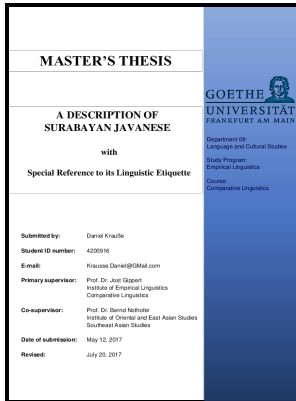 MASTER'S THESIS
A DESCRIPTION OF
SURABAYAN JAVANESE
with
Special Reference to its Linguistic Etiquette
GOETHE
UNIVERSITÄT
FRANKFURT AM MAIN
Department 09:
Language and Cultural Studies
Study Program:
Empirical Linguistics
Course:
Comparative Linguistics
Submitted by: Daniel Krauße
Student ID number: 4200916
E-mail: Krausse.Daniel@GMail.com
Primary supervisor: Prof. Dr. Jost Gippert
Institute of Empirical Linguistics
Comparative Linguistics
Co-supervisor: Prof. Dr. Bernd Nothofer
Institute of Oriental and East Asian Studies
Southeast Asian Studies
Date of submission: May 12, 2017
Revised: July 20, 2017